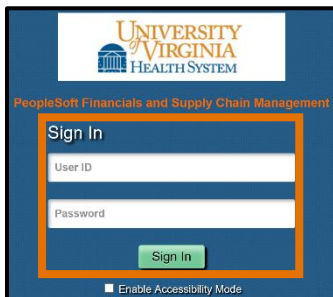 UNIVERSITY
VIRGINIA
HEALTH SYSTEM
PeopleSoft Financials and Supply Chain Management
Sign In
User ID
Password
Sign In
Enable Accessibility Mode